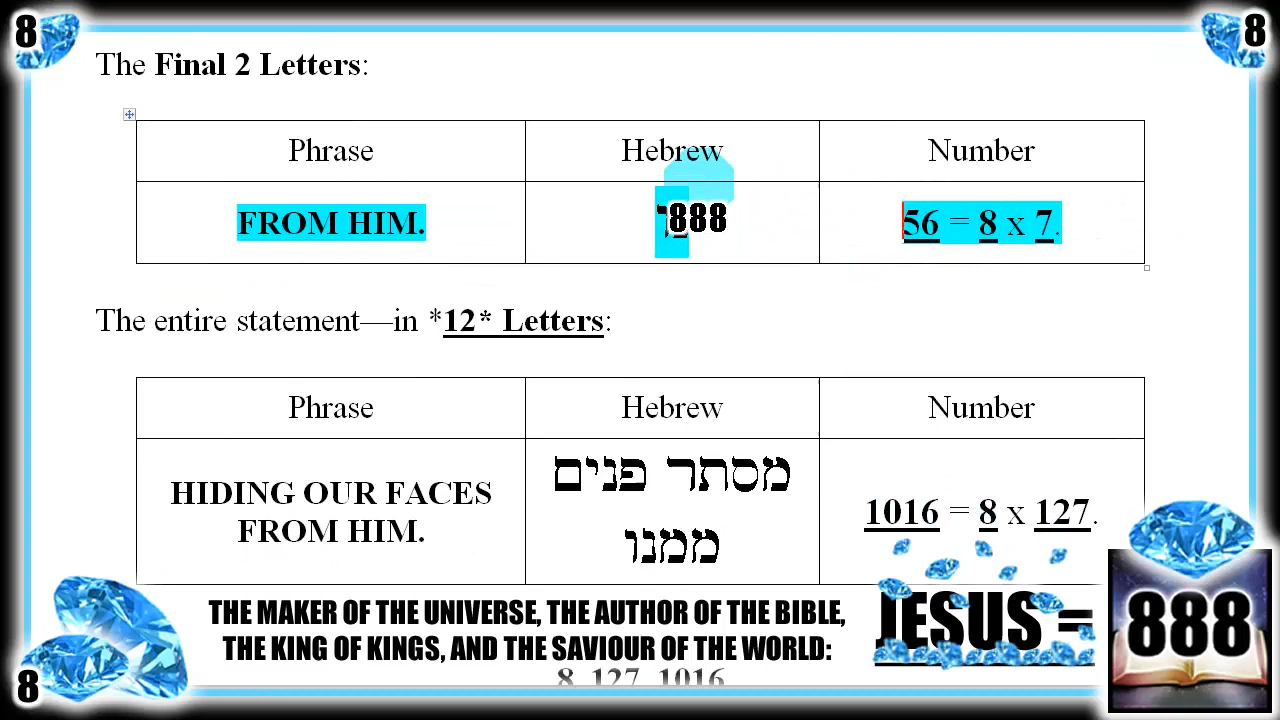 8 8
The Final 2 Letters:
Phrase Hebrew Number
FROM HIM. 888 56 = 8 x 7.
The entire statement—in *12* Letters:
Phrase Hebrew Number
HIDING OUR FACES
FROM HIM.
מסתר פנים
ממנו
1016 = 8 x 127.
THE MAKER OF THE UNIVERSE, THE AUTHOR OF THE BIBLE,
THE KING OF KINGS, AND THE SAVIOUR OF THE WORLD:
JESUS = 888
8 127 1016
8